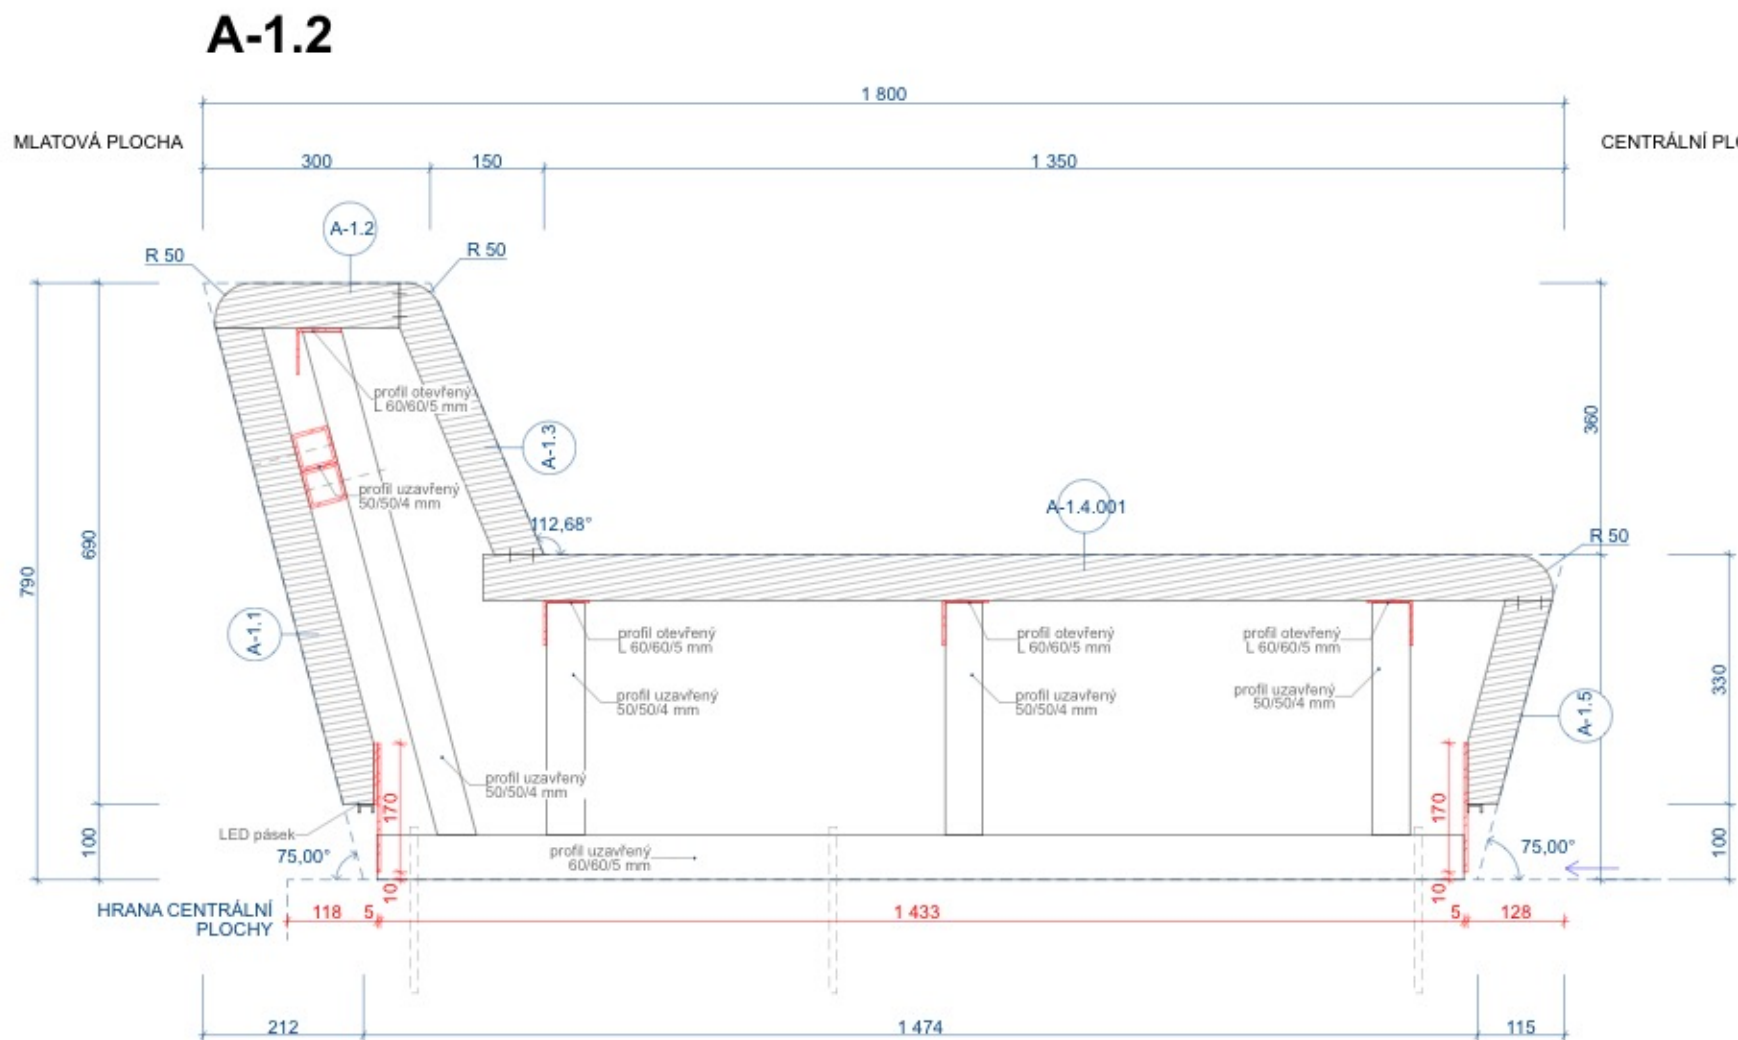 A-1.2
1 800
MLATOVÁ PLOCHA
CENTRÁLNÍ PLO
300
150
1 350
A-1.2
R 50
R 50
profil otevřený
L 60/60/5 mm
360
A-1.3
profil uzavřený
50/50/4 mm
A-1.4.001
112,68°
R 50
690
790
A-1.1
profil otevřený
L 60/60/5 mm
profil otevřený
L 60/60/5 mm
profil otevřený
L 60/60/5 mm
profil uzavřený
50/50/4 mm
profil uzavřený
50/50/4 mm
profil uzavřený
50/50/4 mm
330
A-1.5
profil uzavřený
50/50/4 mm
170
170
LED pásek
100
75,00°
profil uzavřený
60/60/5 mm
75,00°
100
10
10
HRANA CENTRÁLNÍ
PLOCHY
118
5
1 433
5
128
212
1 474
115